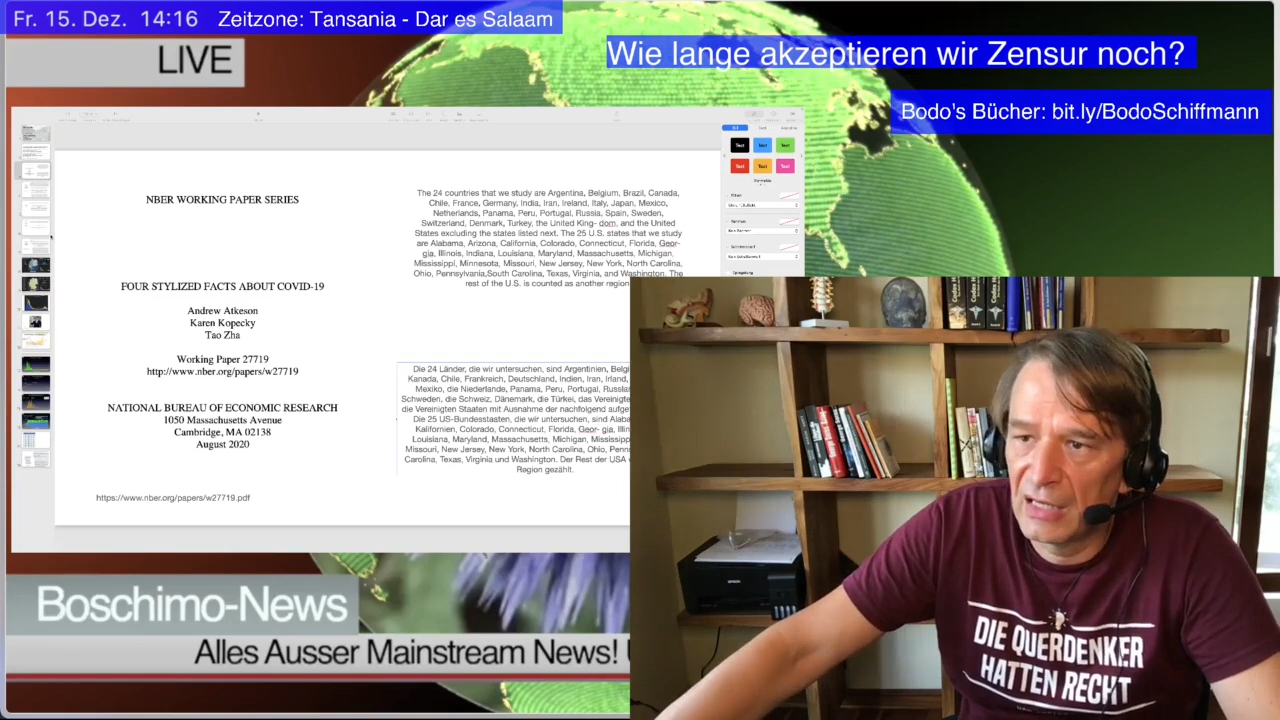 Fr. 15. Dez. 14:16 Zeitzone: Tansania - Dar es Salaam
LIVE
Wie lange akzeptieren wir Zensur noch?
Bodo's Bücher: bit.ly/BodoSchiffmann
NBER WORKING PAPER SERIES
FOUR STYLIZED FACTS ABOUT COVID-19
Andrew Atkeson
Karen Kopecky
Tao Zha
Working Paper 27719
http://www.nber.org/papers/w27719
NATIONAL BUREAU OF ECONOMIC RESEARCH
1050 Massachusetts Avenue
Cambridge, MA 02138
August 2020
https://www.nber.org/papers/w27719.pdf
The 24 countries that we study are Argentina, Belgium, Brazil, Canada,
Chile, France, Germany, India, Iran, Ireland, Italy, Japan, Mexico,
Netherlands, Panama, Peru, Portugal, Russia, Spain, Sweden,
Switzerland, Denmark, Turkey, the United King- dom, and the United
States excluding the states listed next. The 25 U.S. states that we study
are Alabama, Arizona, California, Colorado, Connecticut, Florida, Geor-
gia, Illinois, Indiana, Louisiana, Maryland, Massachusetts, Michigan,
Mississippi, Minnesota, Missouri, New Jersey, New York, North Carolina,
Ohio, Pennsylvania,South Carolina, Texas, Virginia, and Washington. The
rest of the U.S. is counted as another region
Die 24 Länder, die wir untersuchen, sind Argentinien, Belgi
Kanada, Chile, Frankreich, Deutschland, Indien, Iran, Irland,
Mexiko, die Niederlande, Panama, Peru, Portugal, Russla
Schweden, die Schweiz, Dänemark, die Türkei, das Vereinigte
die Vereinigten Staaten mit Ausnahme der nachfolgend aufge
Die 25 US-Bundesstaaten, die wir untersuchen, sind Alaba
Kalifornien, Colorado, Connecticut, Florida, Geor- gia, Illin
Louisiana, Maryland, Massachusetts, Michigan, Mississipp
Missouri, New Jersey, New York, North Carolina, Ohio, Penn
Carolina, Texas, Virginia und Washington. Der Rest der USA
Region gezählt.
Text Text Text
Text Text Text
EPSON
DIE QUERDENKER
HATTEN RECHT
Boschimo-News
Alles Ausser Mainstream News!